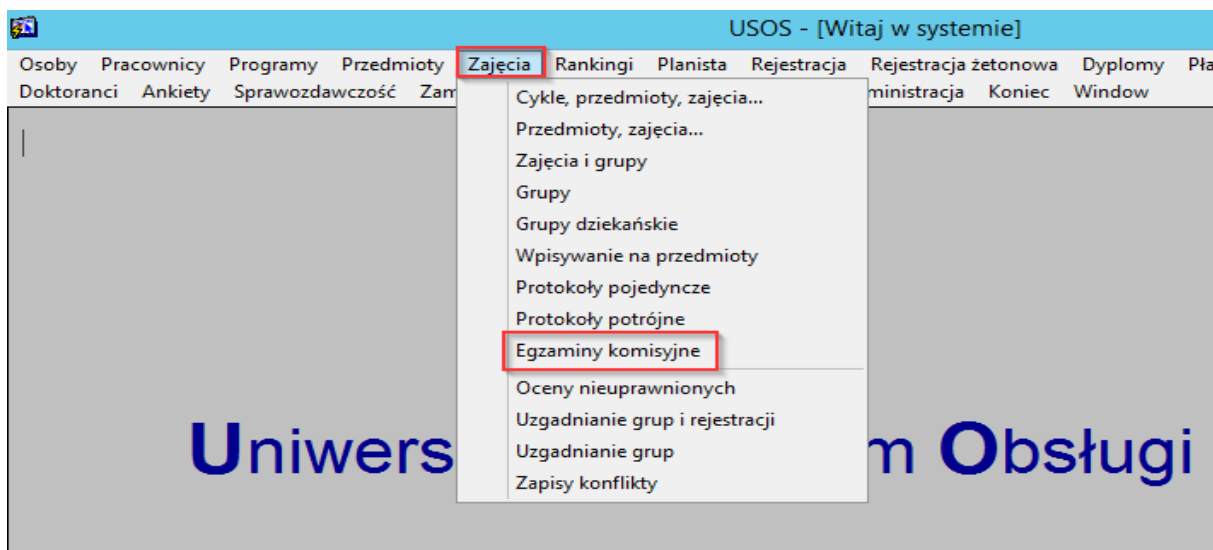 USOS - [Witaj w systemie]
Osoby Pracownicy Programy Przedmioty Zajęcia Rankingi Planista Rejestracja Rejestracja żetonowa Dyplomy
Doktoranci Ankiety Sprawozdawczość Koniec Window
Cykle, przedmioty, zajęcia...
Przedmioty, zajęcia...
Zajęcia i grupy
Grupy
Grupy dziekańskie
Wpisywanie na przedmioty
Protokoły pojedyncze
Protokoły potrójne
Egzaminy komisyjne
Oceny nieuprawnionych
Uzgadnianie grup i rejestracji
Uzgadnianie grup
Zapisy konflikty
Uniwers m Obsługi